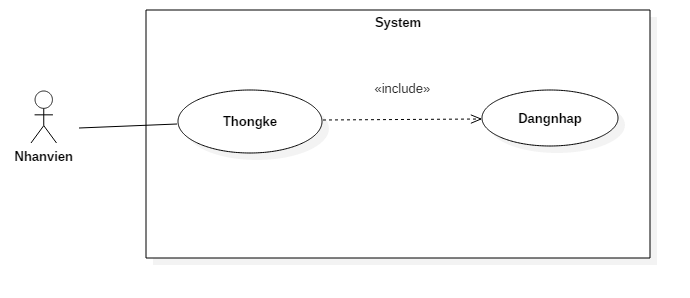 System
«include»
Thongke
Dangnhap
Nhanvien